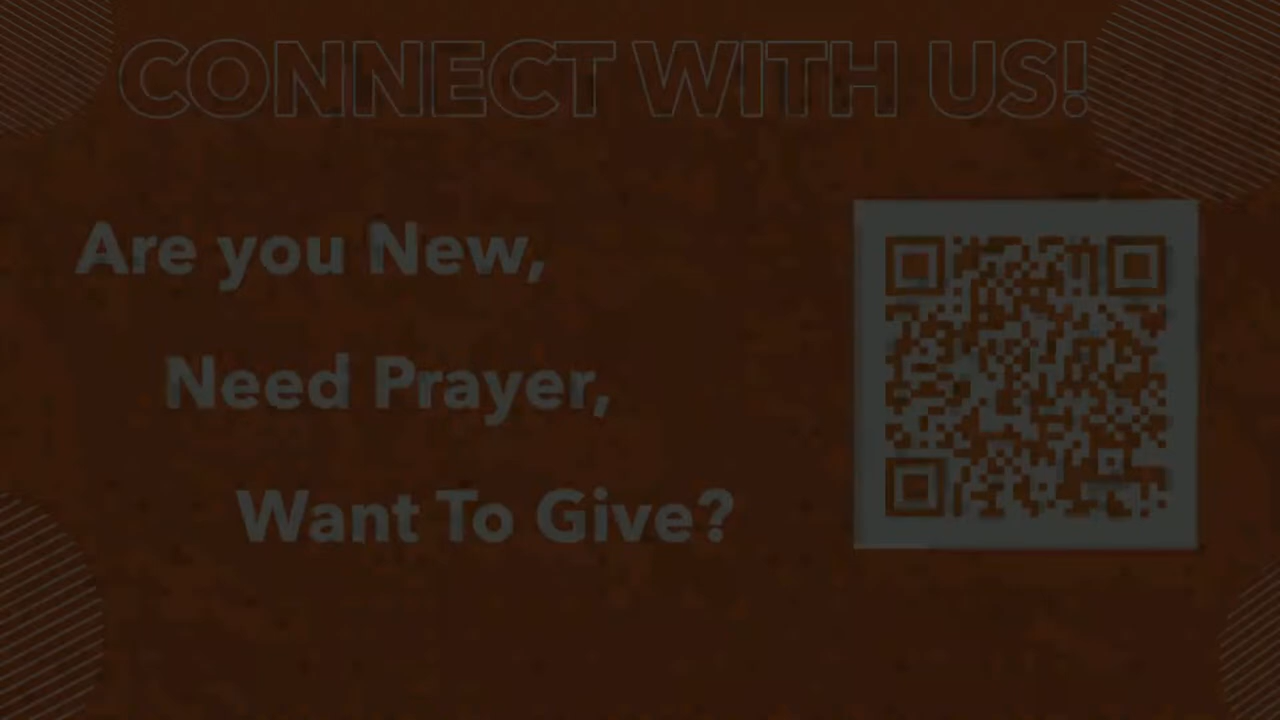 CONNECT WITH US!
Are you New,
Need Prayer,
Want To Give?